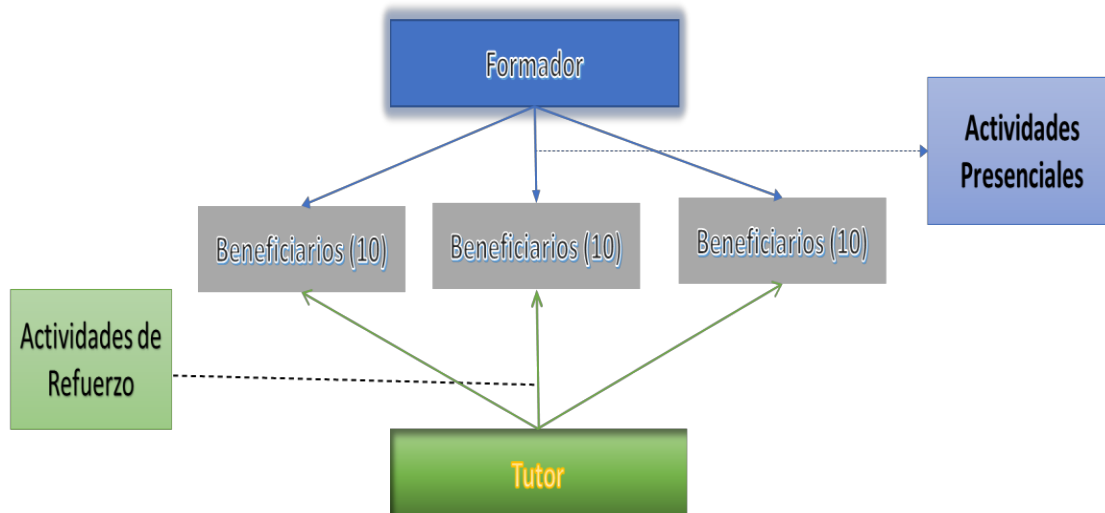 Formador
Actividades
Presenciales
Beneficiarios (10)
Beneficiarios (10)
Beneficiarios (10)
Actividades de
Refuerzo
Tutor